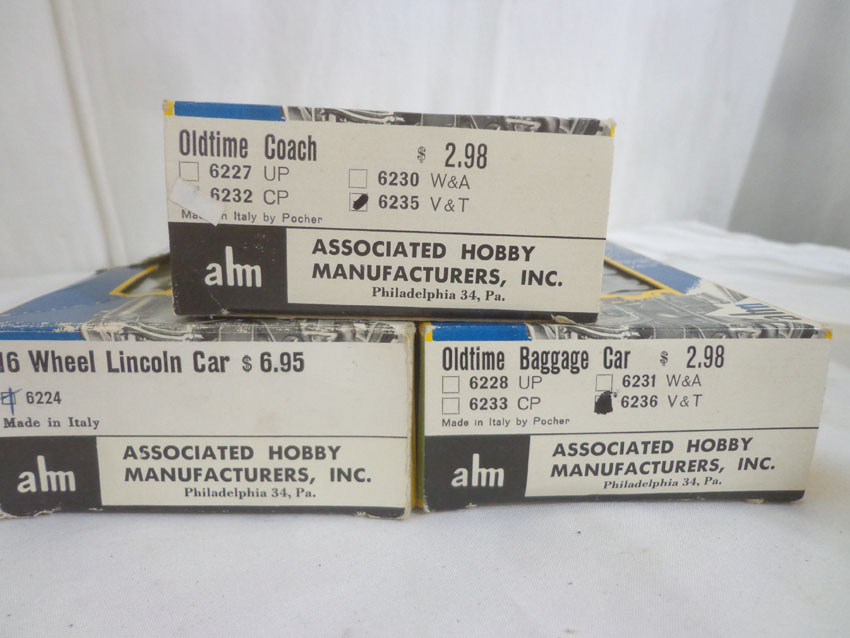 Oldtime Coach $ 2.98
6227 UP 6230 W&A
6232 CP 6235 V&T
in Italy by Pocher
ahm
ASSOCIATED HOBBY
MANUFACTURERS, INC.
Philadelphia 34, Pa.
16 Wheel Lincoln Car $ 6.95
6224
Made in Italy
ahm
ASSOCIATED HOBBY
MANUFACTURERS, INC.
Philadelphia 34, Pa.
Oldtime Baggage Car $ 2.98
6228 UP 6231 W&A
6233 CP 6236 V&T
Made in Italy by Pocher
ahm
ASSOCIATED HOBBY
MANUFACTURERS, INC.
Philadelphia 34, Pa.